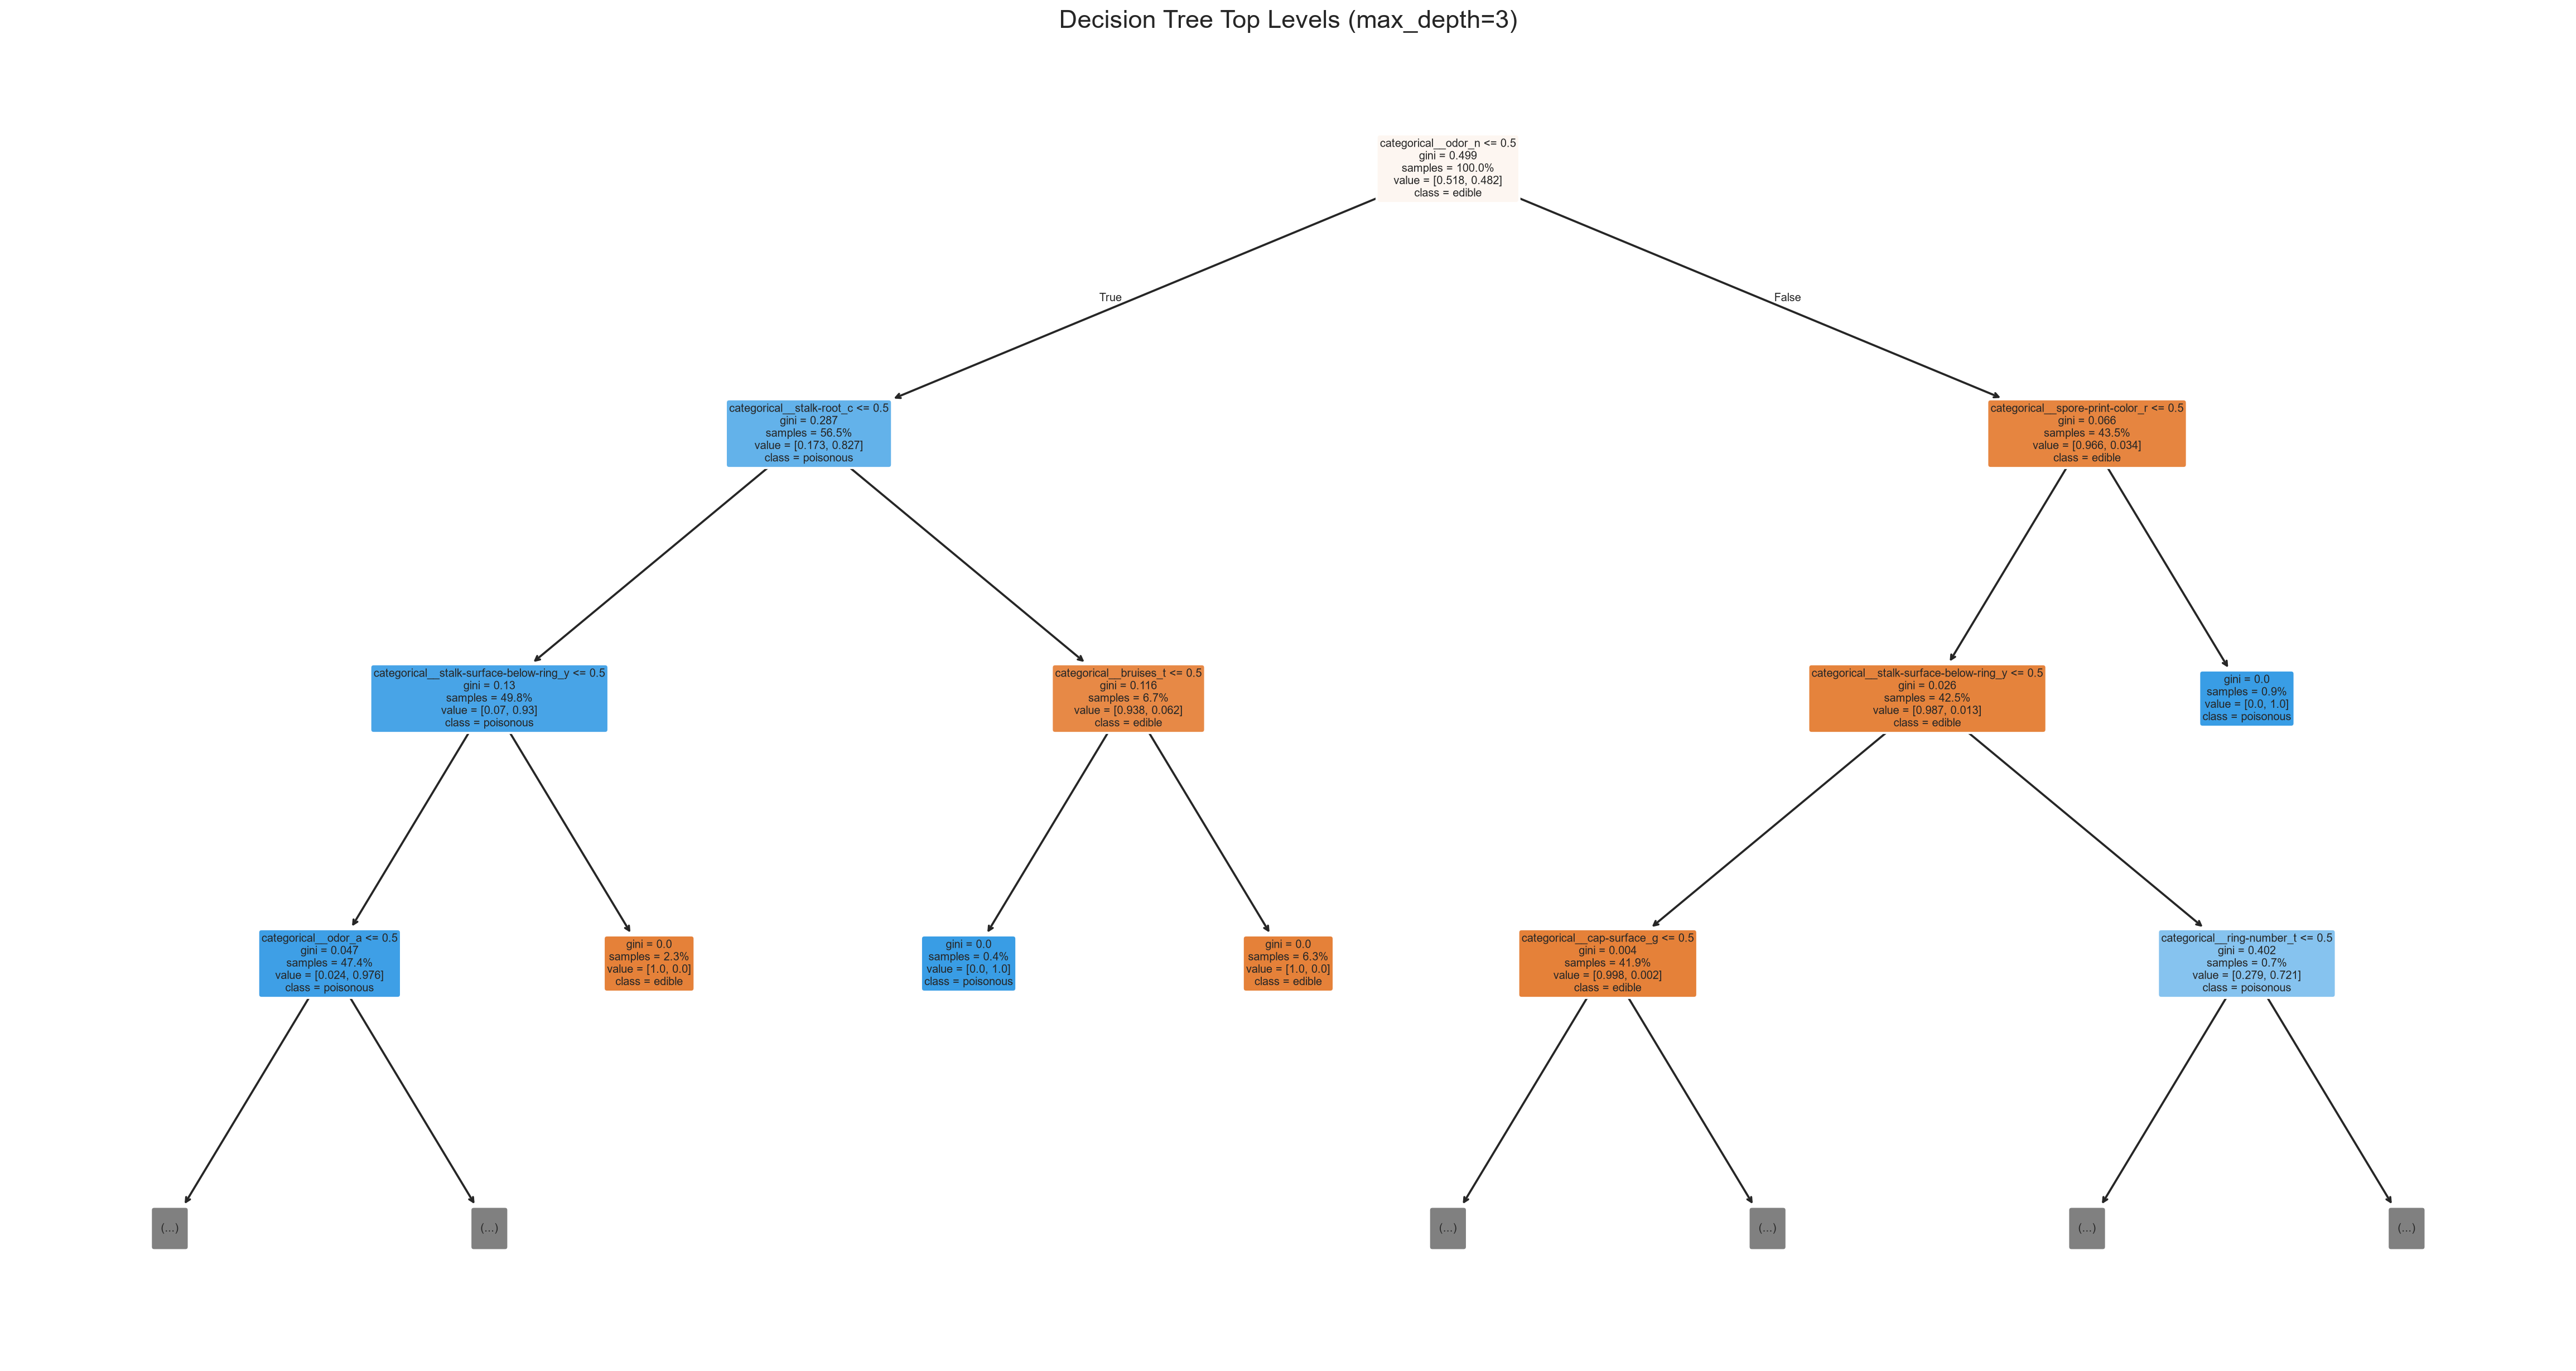 Decision Tree Top Levels (max_depth=3)
categorical__odor_n <= 0.5
gini = 0.499
samples = 100.0%
value = [0.518, 0.482]
class = edible
True
False
categorical__stalk-root_c <= 0.5
gini = 0.287
samples = 56.5%
value = [0.173, 0.827]
class = poisonous
categorical__spore-print-color_r <= 0.5
gini = 0.066
samples = 43.5%
value = [0.966, 0.034]
class = edible
categorical__stalk-surface-below-ring_y <= 0.5
gini = 0.13
samples = 49.8%
value = [0.07, 0.93]
class = poisonous
categorical__bruises_t <= 0.5
gini = 0.116
samples = 6.7%
value = [0.938, 0.062]
class = edible
categorical__stalk-surface-below-ring_y <= 0.5
gini = 0.026
samples = 42.5%
value = [0.987, 0.013]
class = edible
gini = 0.0
samples = 0.9%
value = [0.0, 1.0]
class = poisonous
categorical__odor_a <= 0.5
gini = 0.047
samples = 47.4%
value = [0.024, 0.976]
class = poisonous
gini = 0.0
samples = 2.3%
value = [1.0, 0.0]
class = edible
gini = 0.0
samples = 0.4%
value = [0.0, 1.0]
class = poisonous
gini = 0.0
samples = 6.3%
value = [1.0, 0.0]
class = edible
categorical__cap-surface_g <= 0.5
gini = 0.004
samples = 41.9%
value = [0.998, 0.002]
class = edible
categorical__ring-number_t <= 0.5
gini = 0.402
samples = 0.7%
value = [0.279, 0.721]
class = poisonous
(...)
(...)
(...)
(...)
(...)
(...)